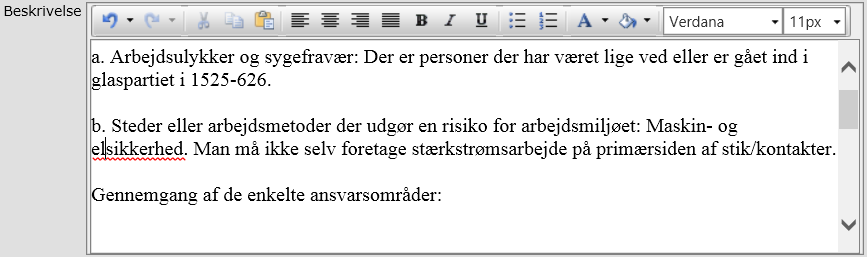 Beskrivelse
B I U A Verdana 11px
a. Arbejdsulykker og sygefravær: Der er personer der har været lige ved eller er gået ind i
glaspartiet i 1525-626.
b. Steder eller arbejdsmetoder der udgør en risiko for arbejdsmiljøet: Maskin- og
elsikkerhed. Man må ikke selv foretage stærkstrømsarbejde på primærsiden af stik/kontakter.
Gennemgang af de enkelte ansvarsområder: